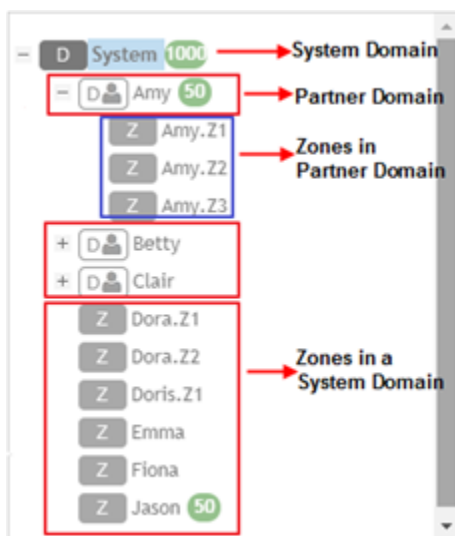 − D System 1000 System Domain
− D Amy 50 Partner Domain
Z Amy.Z1
Z Amy.Z2
Z Amy.Z3
Zones in
Partner Domain
+ D Betty
+ D Clair
Z Dora.Z1
Z Dora.Z2
Z Doris.Z1
Z Emma
Z Fiona
Z Jason 50
Zones in a
System Domain